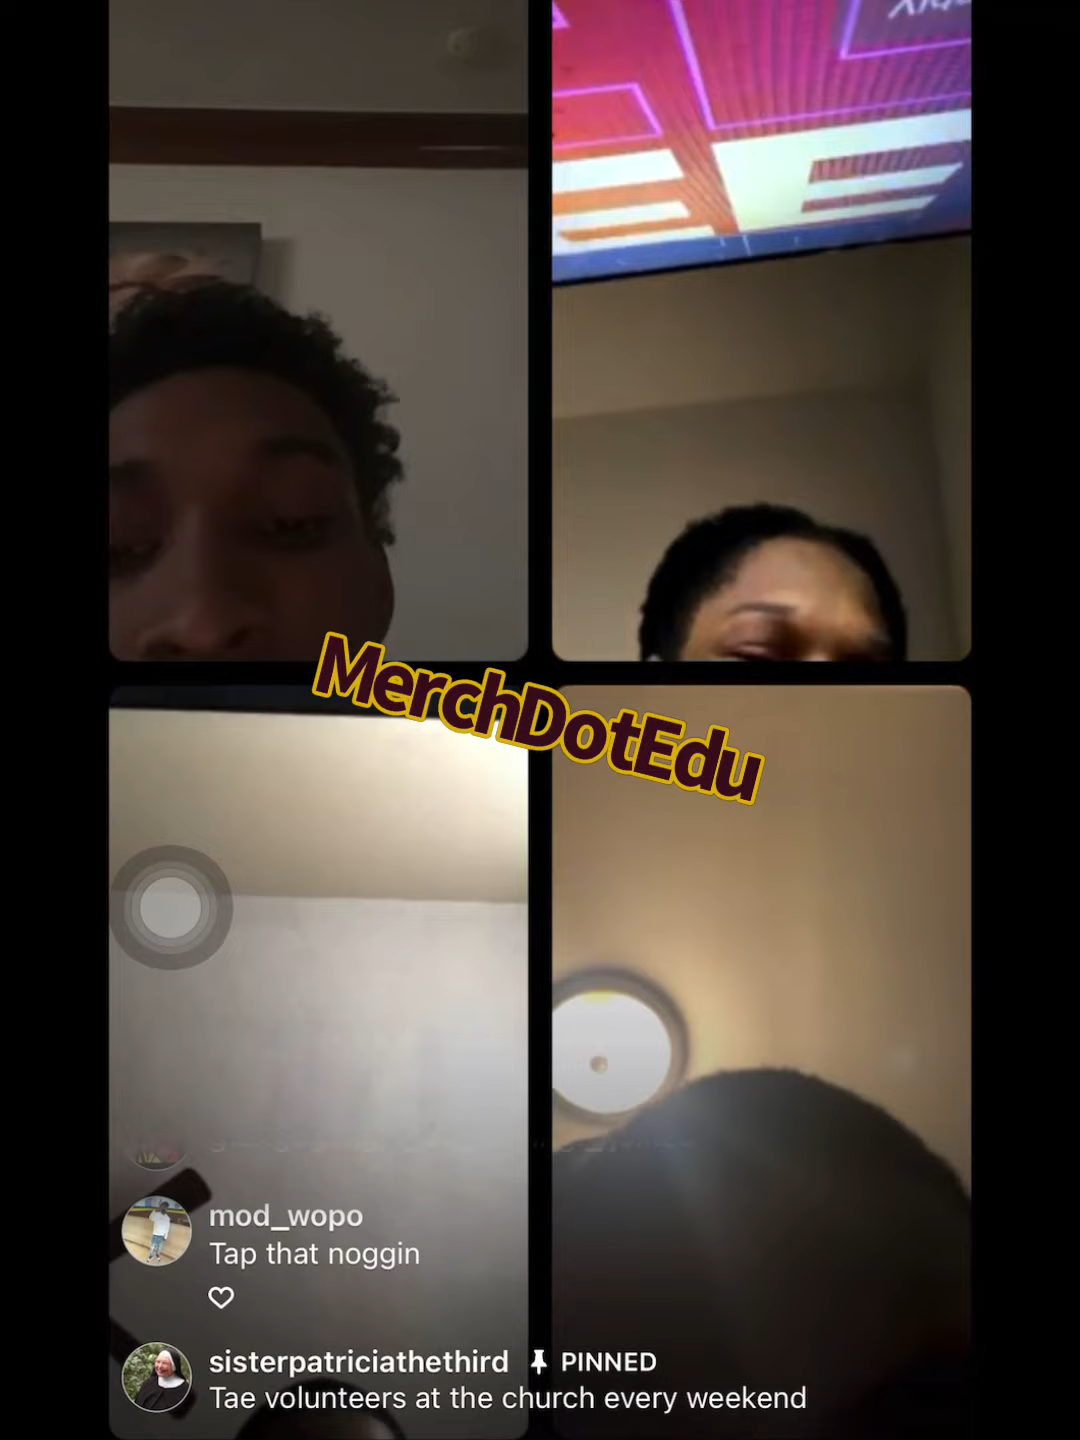 MerchDotEdu
mod_wopo
Tap that noggin
sisterpatriciathethird PINNED
Tae volunteers at the church every weekend